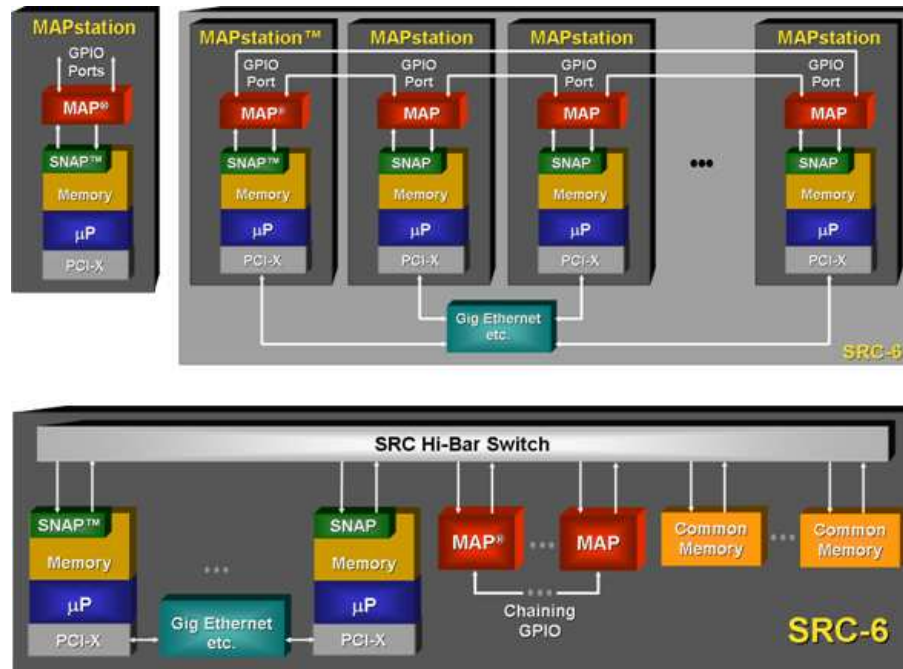 MAPstation
GPIO
Ports
MAP®
SNAP™
Memory
µP
PCI-X
MAPstation™
GPIO
Port
MAP®
SNAP™
Memory
µP
PCI-X
MAPstation
GPIO
Port
MAP
SNAP
Memory
µP
PCI-X
MAPstation
GPIO
Port
MAP
SNAP
Memory
µP
PCI-X
•••
MAPstation
GPIO
Port
MAP
SNAP
Memory
µP
PCI-X
Gig Ethernet
etc.
SRC-6
SRC Hi-Bar Switch
SNAP™
Memory
µP
PCI-X
•••
Gig Ethernet
etc.
SNAP
Memory
µP
PCI-X
MAP®
•••
MAP
•••
Chaining
GPIO
Common
Memory
•••
Common
Memory
SRC-6